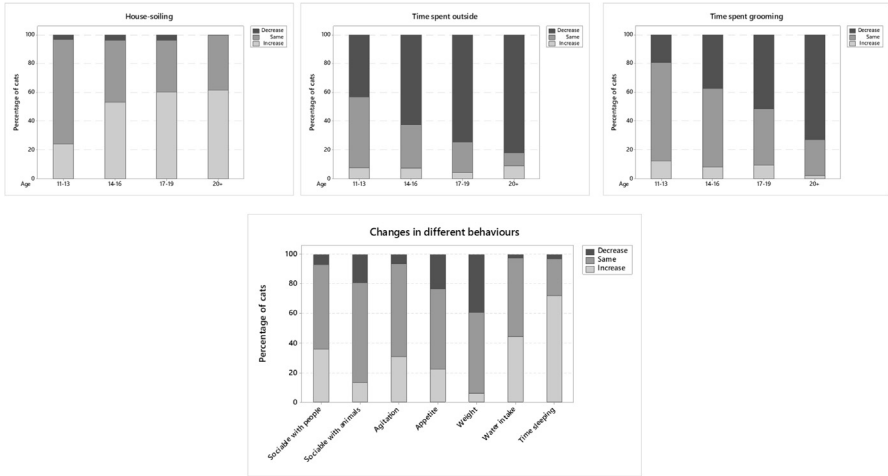 House-soiling
Decrease
Same
Increase
Percentage of cats
100
80
60
40
20
0
Age
11-13
14-16
17-19
20+
Time spent outside
Decrease
Same
Increase
Percentage of cats
100
80
60
40
20
0
Age
11-13
14-16
17-19
20+
Time spent grooming
Decrease
Same
Increase
Percentage of cats
100
80
60
40
20
0
Age
11-13
14-16
17-19
20+
Changes in different behaviours
Decrease
Same
Increase
Percentage of cats
100
80
60
40
20
0
Sociable with people
Sociable with animals
Agitation
Appetite
Weight
Water intake
Time sleeping